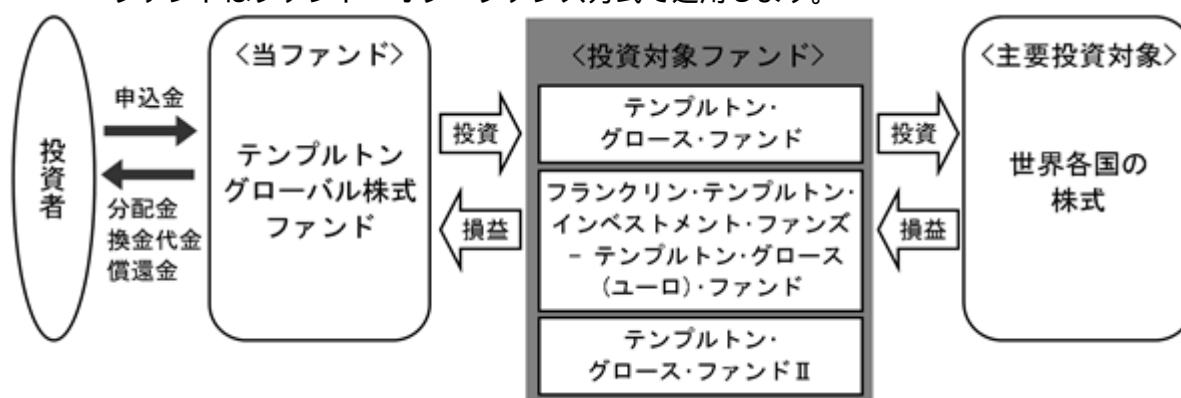 〈当ファンド〉
〈投資対象ファンド〉
〈主要投資対象〉
申込金
投資者
分配金
換金代金
償還金
テンプルトン
グローバル株式
ファンド
投資
損益
テンプルトン・
グロース・ファンド
フランクリン・テンプルトン・
インベストメント・ファンズ
－ テンプルトン・グロース
(ユーロ)・ファンド
テンプルトン・
グロース・ファンドⅡ
投資
損益
世界各国の
株式